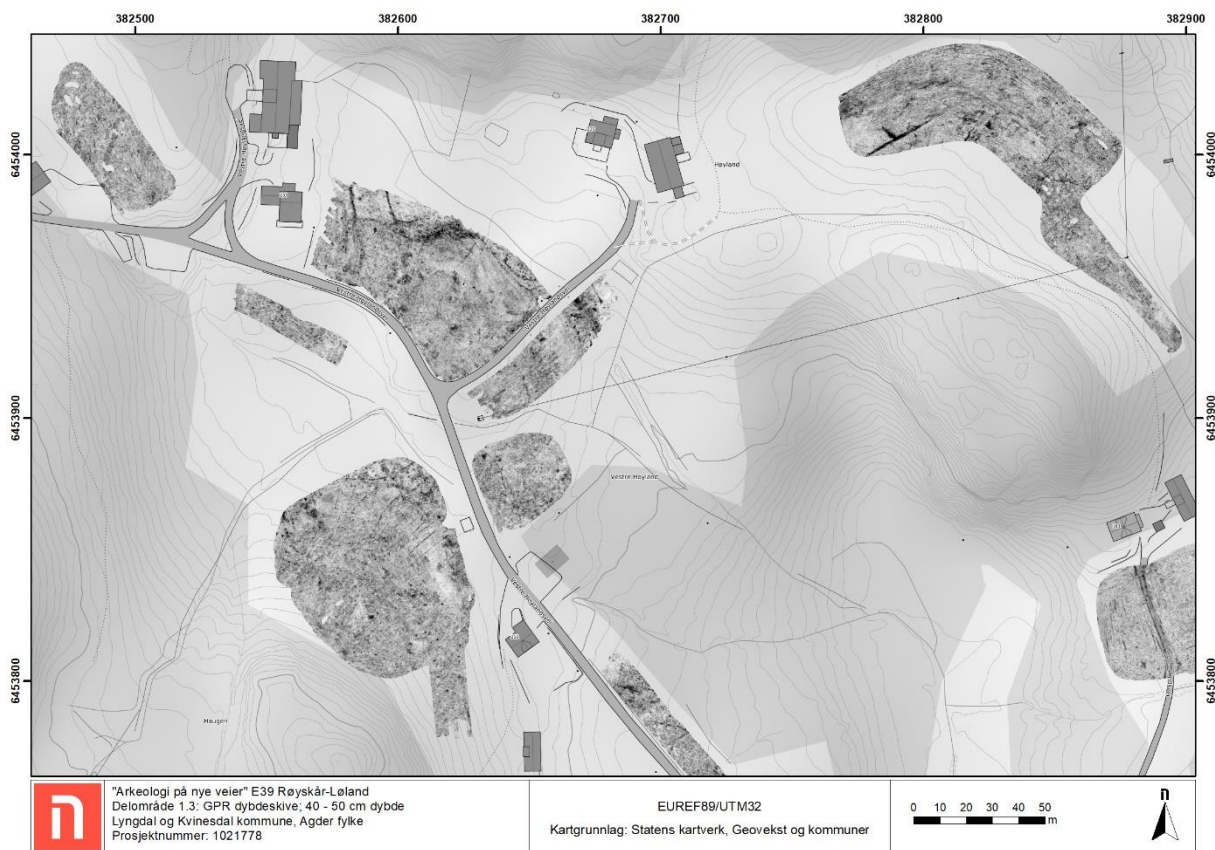 382500 382600 382700 382800 382900
6454000
6454000
Høyland
Vestre Høyland
6453900
6453900
6453800
6453800
Haugen
n
"Arkeologi på nye veier" E39 Røyskår-Løland
Delområde 1.3: GPR dybdeskive; 40 - 50 cm dybde
Lyngdal og Kvinesdal kommune, Agder fylke
Prosjektnummer: 1021778
EUREF89/UTM32
Kartgrunnlag: Statens kartverk, Geovekst og kommuner
0 10 20 30 40 50
m
n